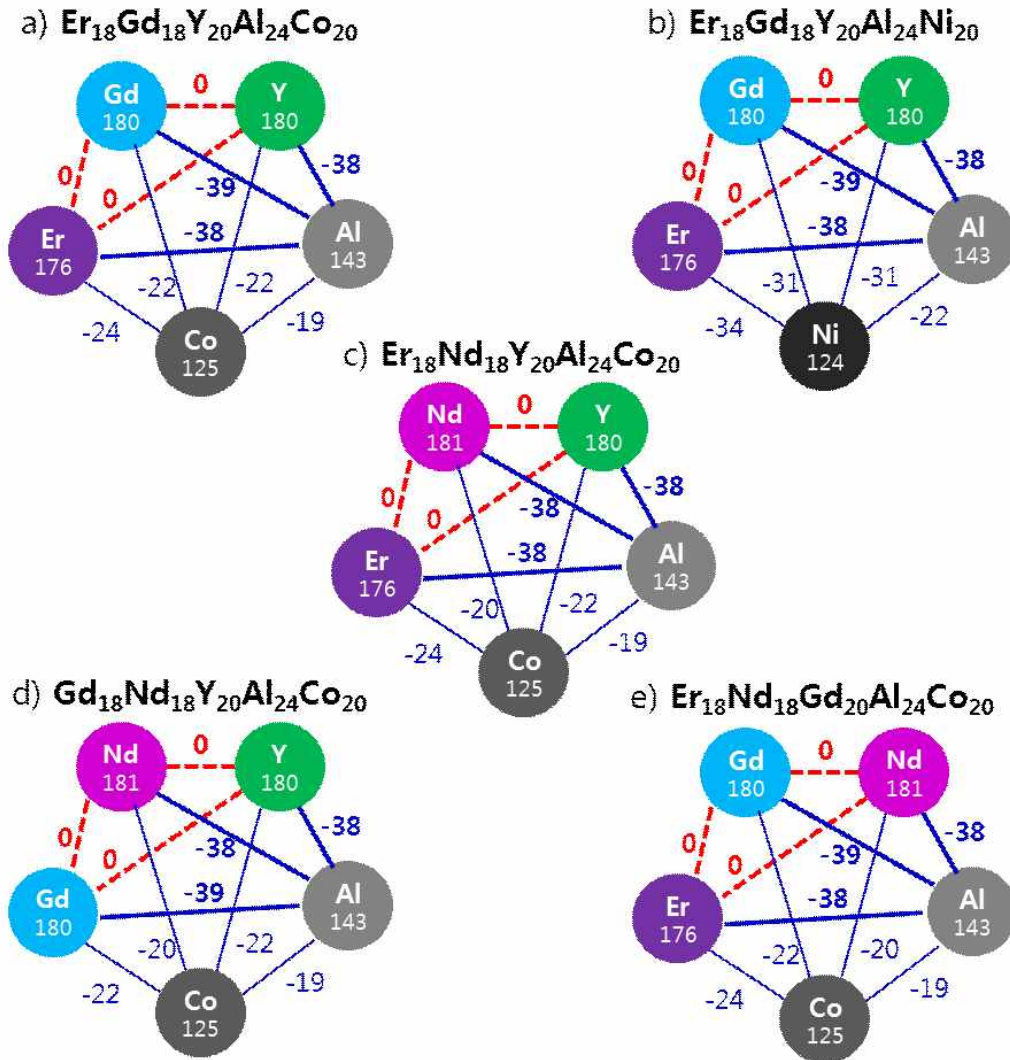 a) Er₁₈Gd₁₈Y₂₀Al₂₄Co₂₀
Gd
180
0
Y
180
0
0
-39
-38
Er
176
-38
Al
143
-24
-22
-22
-19
Co
125
b) Er₁₈Gd₁₈Y₂₀Al₂₄Ni₂₀
Gd
180
0
Y
180
0
0
-39
-38
Er
176
-38
Al
143
-34
-31
-31
-22
Ni
124
c) Er₁₈Nd₁₈Y₂₀Al₂₄Co₂₀
Nd
181
0
Y
180
0
0
-38
-38
Er
176
-38
Al
143
-24
-20
-22
-19
Co
125
d) Gd₁₈Nd₁₈Y₂₀Al₂₄Co₂₀
Nd
181
0
Y
180
0
0
-38
-38
Gd
180
-39
Al
143
-22
-20
-22
-19
Co
125
e) Er₁₈Nd₁₈Gd₂₀Al₂₄Co₂₀
Gd
180
0
Nd
181
0
0
-39
-38
Er
176
-38
Al
143
-24
-22
-20
-19
Co
125